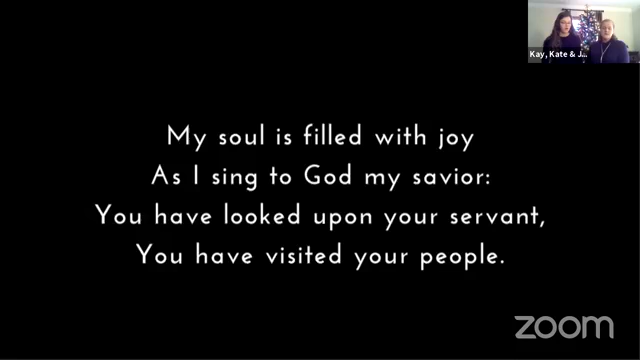 Kay, Kate & J...
My soul is filled with joy
As I sing to God my savior:
You have looked upon your servant,
You have visited your people.
zoom